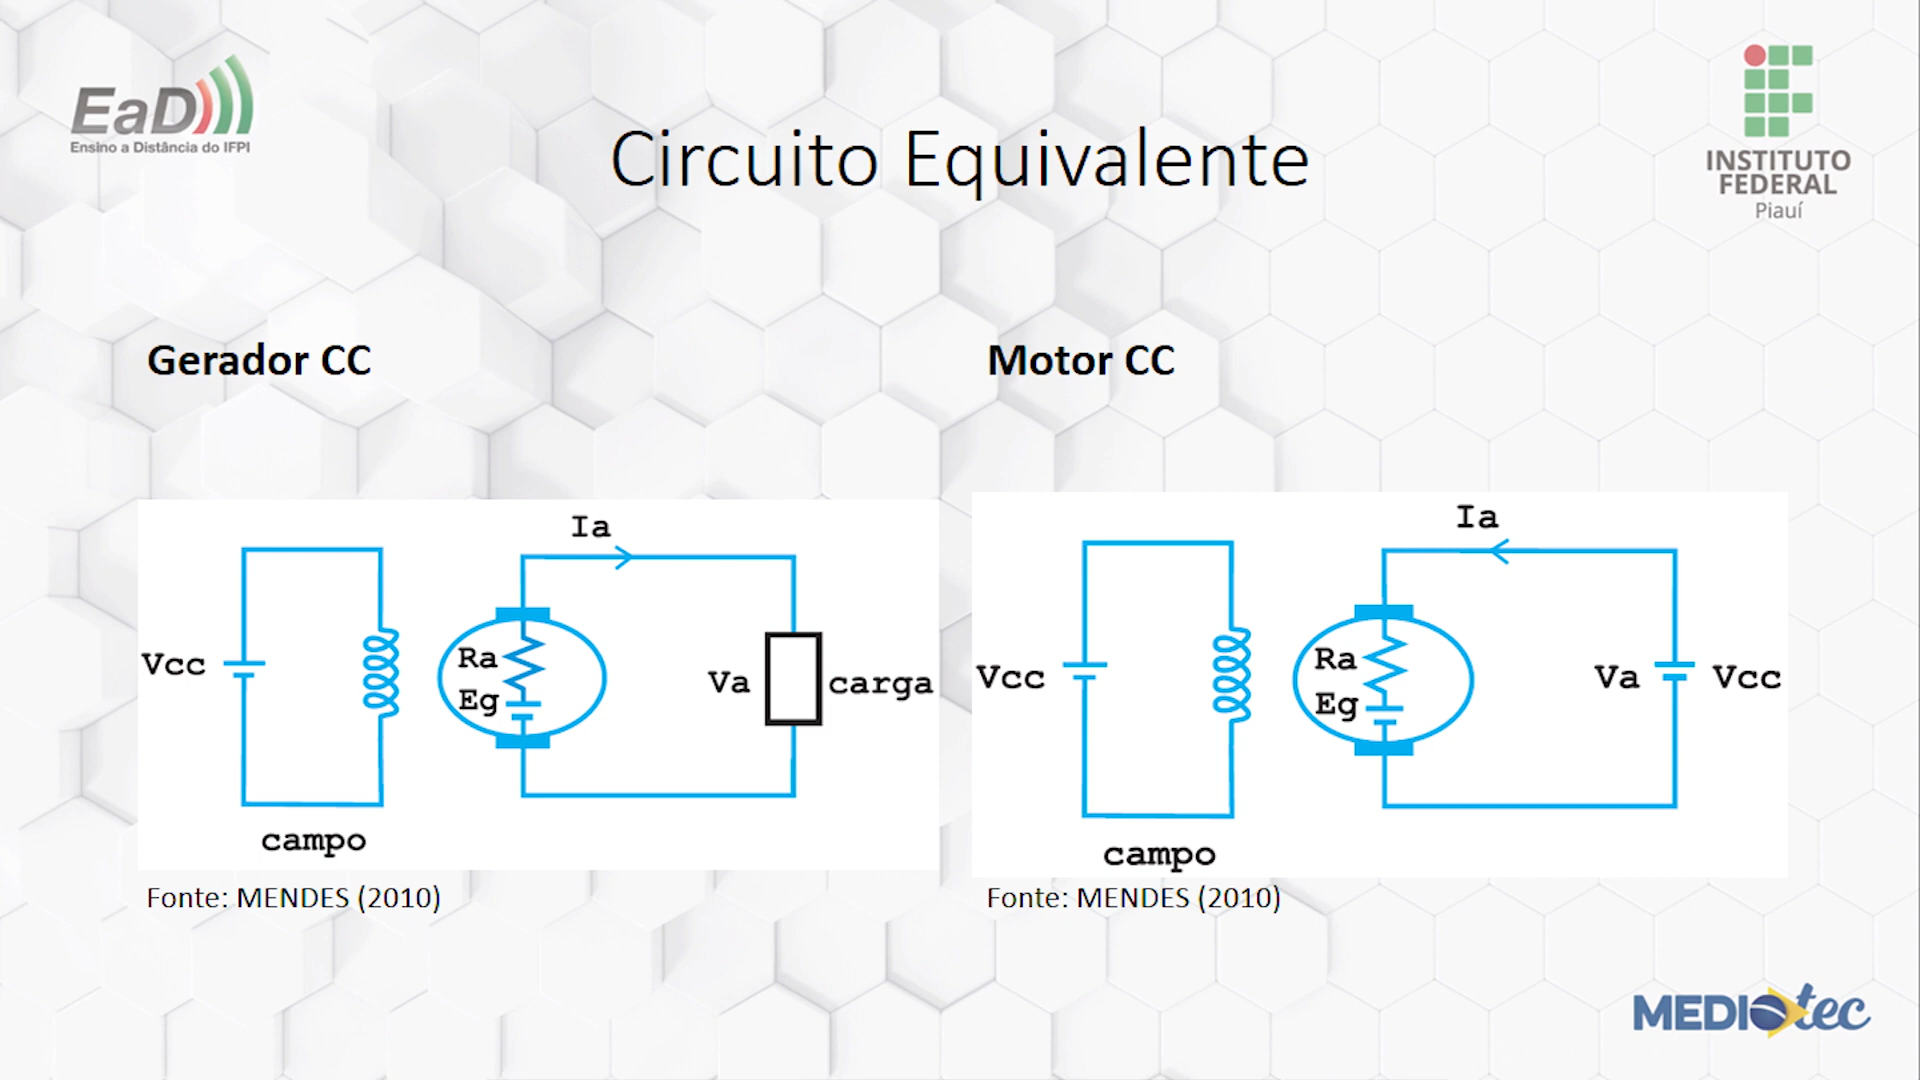 EaD
Ensino a Distância do IFPI
Circuito Equivalente
INSTITUTO
FEDERAL
Piauí
Gerador CC
Motor CC
Ia
Vcc
Ra
Eg
Va
carga
campo
Ia
Vcc
Ra
Eg
Va
Vcc
campo
Fonte: MENDES (2010)
Fonte: MENDES (2010)
MEDIOtec